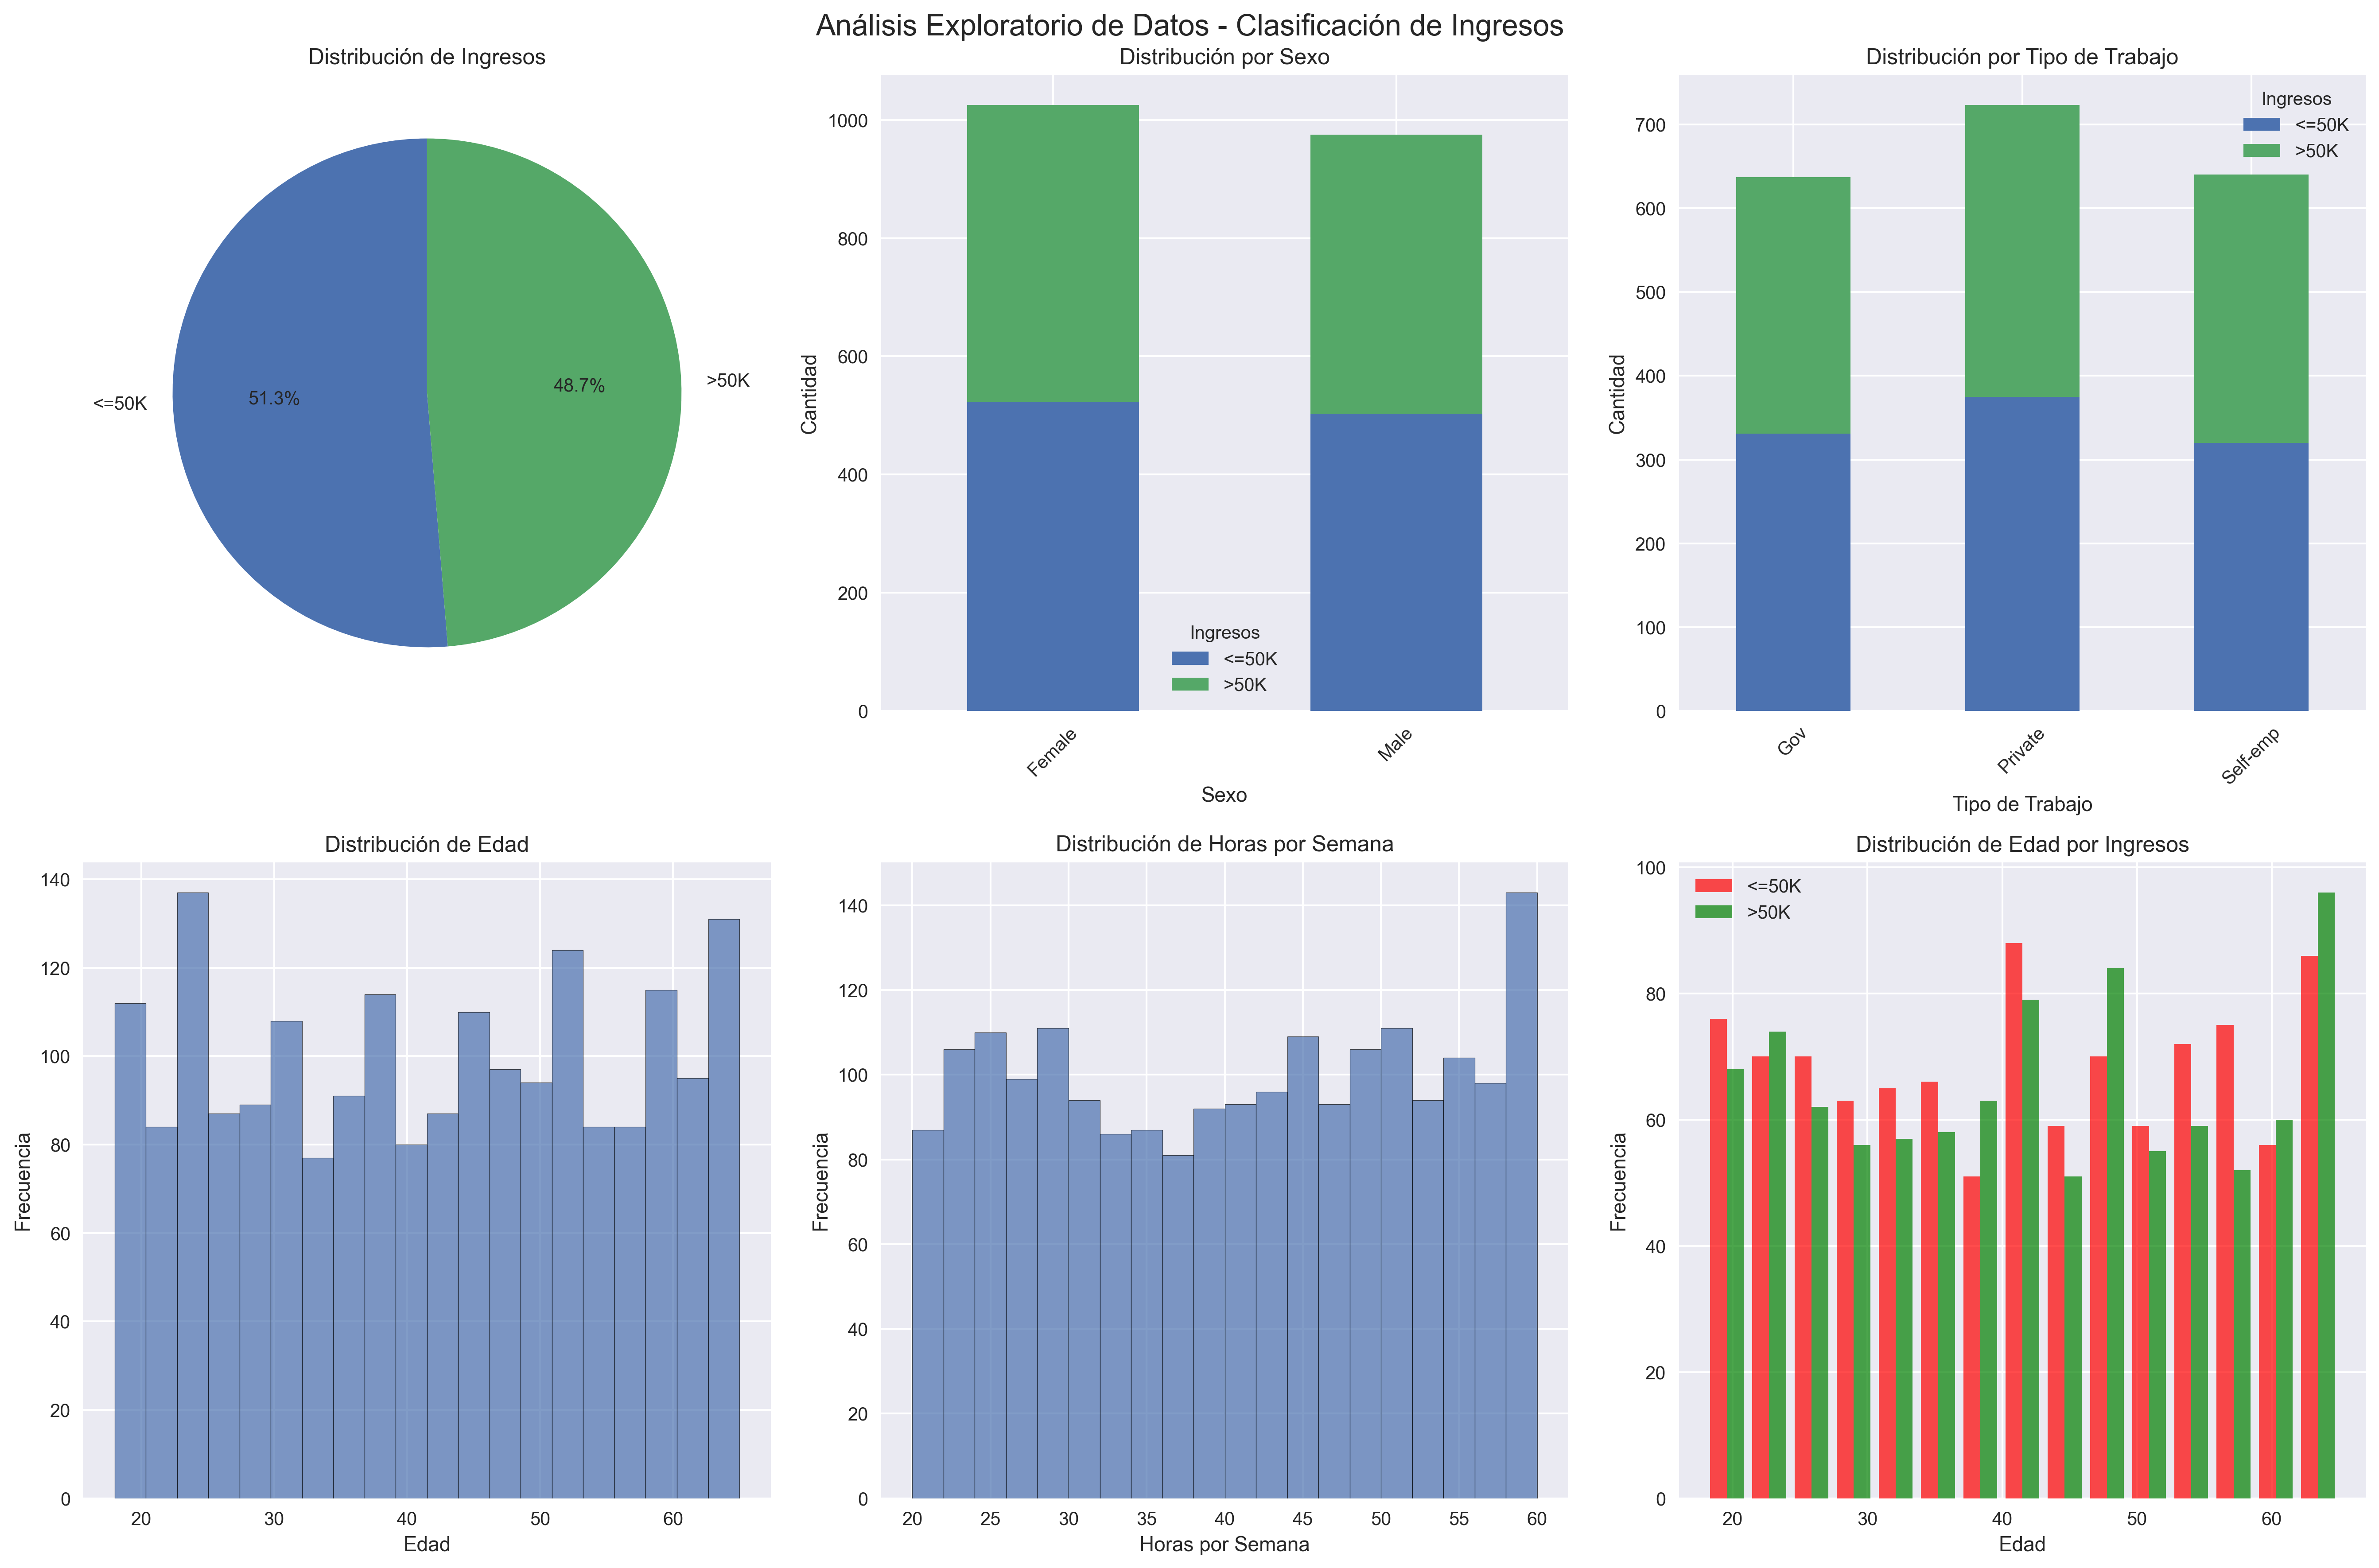 Análisis Exploratorio de Datos - Clasificación de Ingresos
Distribución de Ingresos
<=50K
51.3%
48.7%
>50K
Distribución por Sexo
Cantidad
1000
800
600
400
200
0
Ingresos
<=50K
>50K
Female
Male
Sexo
Distribución por Tipo de Trabajo
Cantidad
700
600
500
400
300
200
100
0
Ingresos
<=50K
>50K
Gov
Private
Self-emp
Tipo de Trabajo
Distribución de Edad
Frecuencia
140
120
100
80
60
40
20
0
20 30 40 50 60
Edad
Distribución de Horas por Semana
Frecuencia
140
120
100
80
60
40
20
0
20 25 30 35 40 45 50 55 60
Horas por Semana
Distribución de Edad por Ingresos
Frecuencia
100
80
60
40
20
0
<=50K
>50K
20 30 40 50 60
Edad